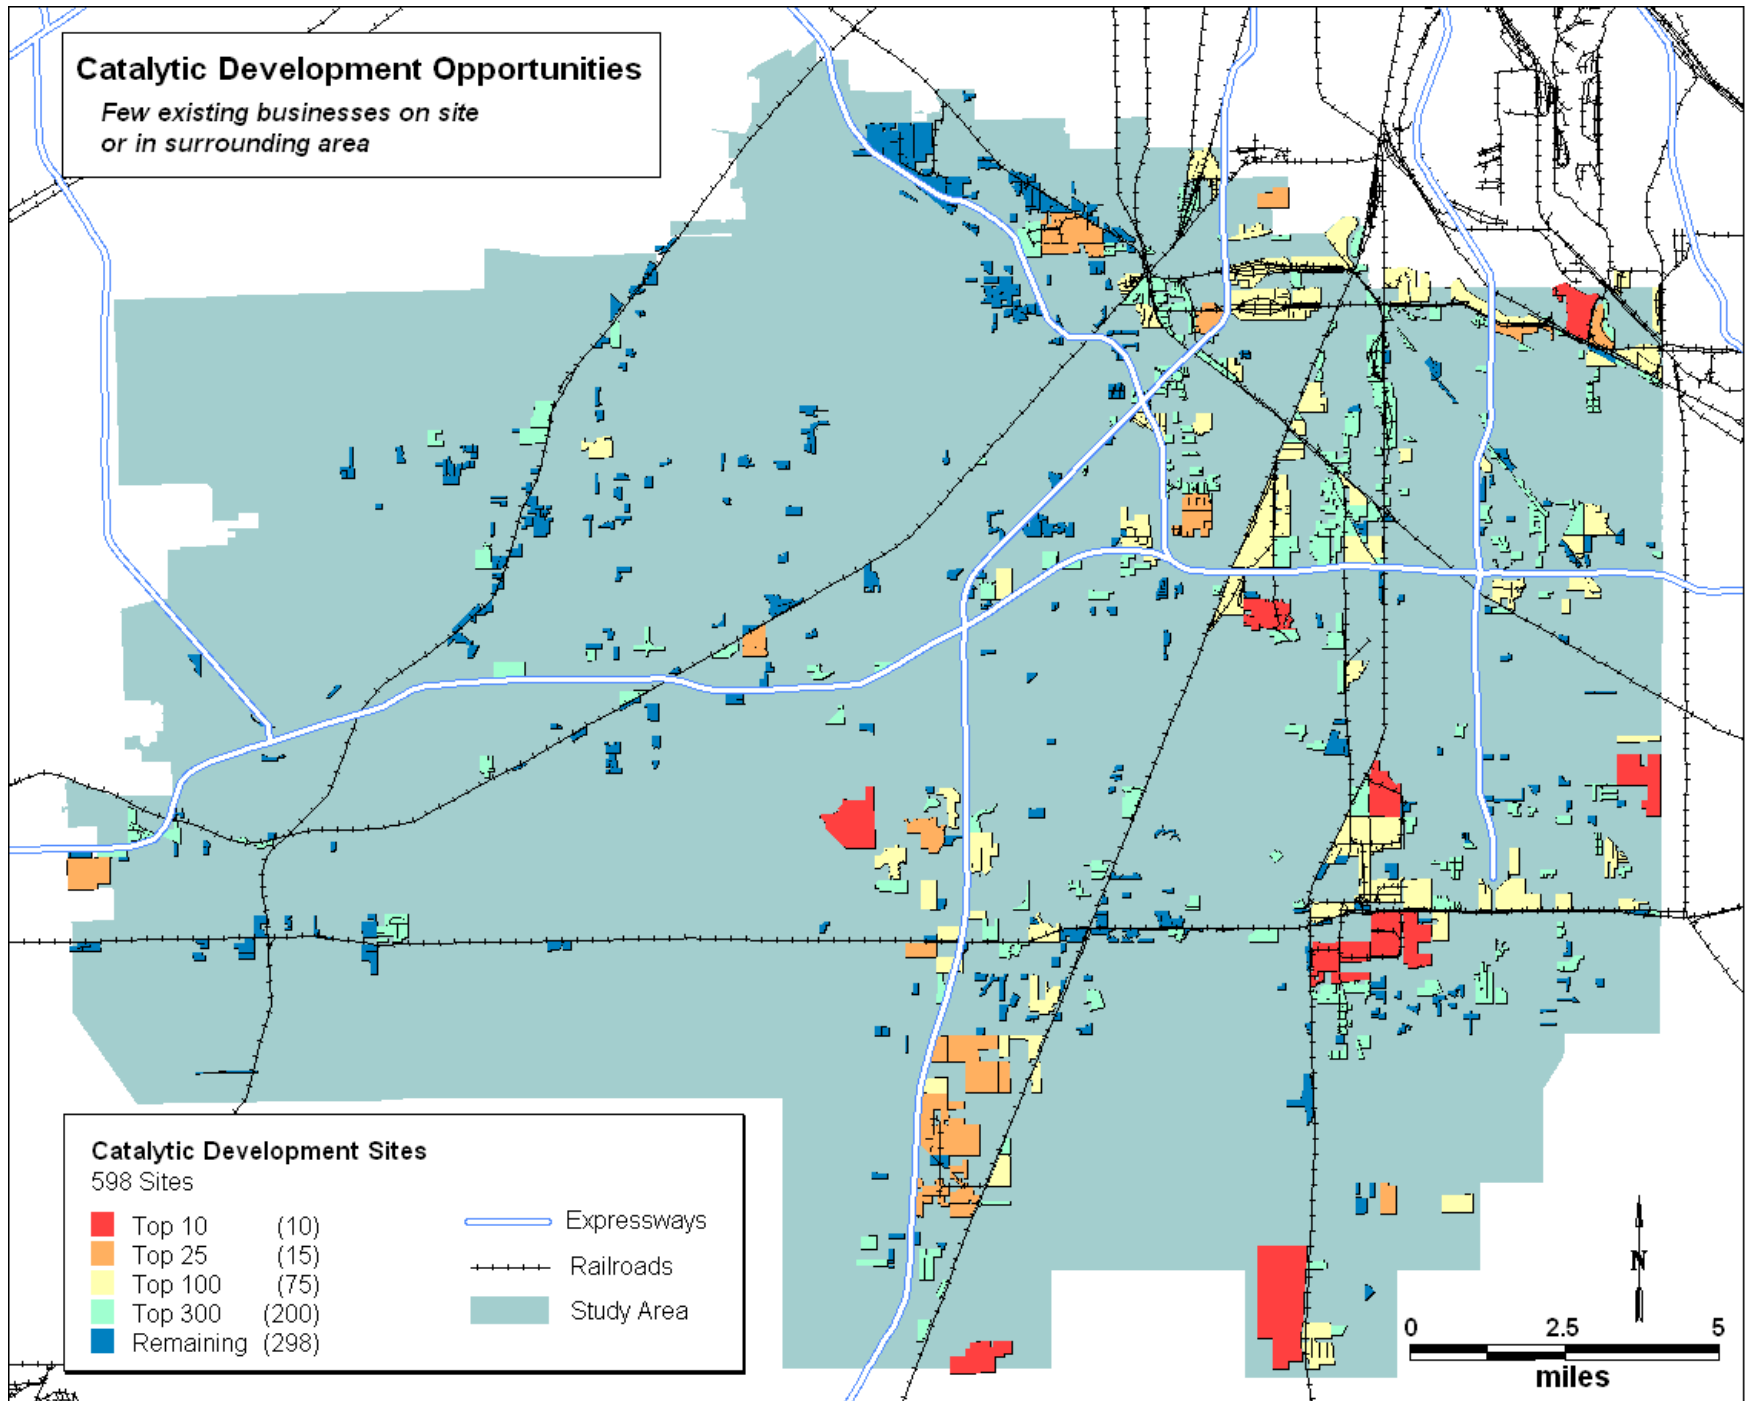 Catalytic Development Opportunities
Few existing businesses on site
or in surrounding area
Catalytic Development Sites
598 Sites
Top 10 (10)
Top 25 (15)
Top 100 (75)
Top 300 (200)
Remaining (298)
Expressways
Railroads
Study Area
N
0 2.5 5
miles